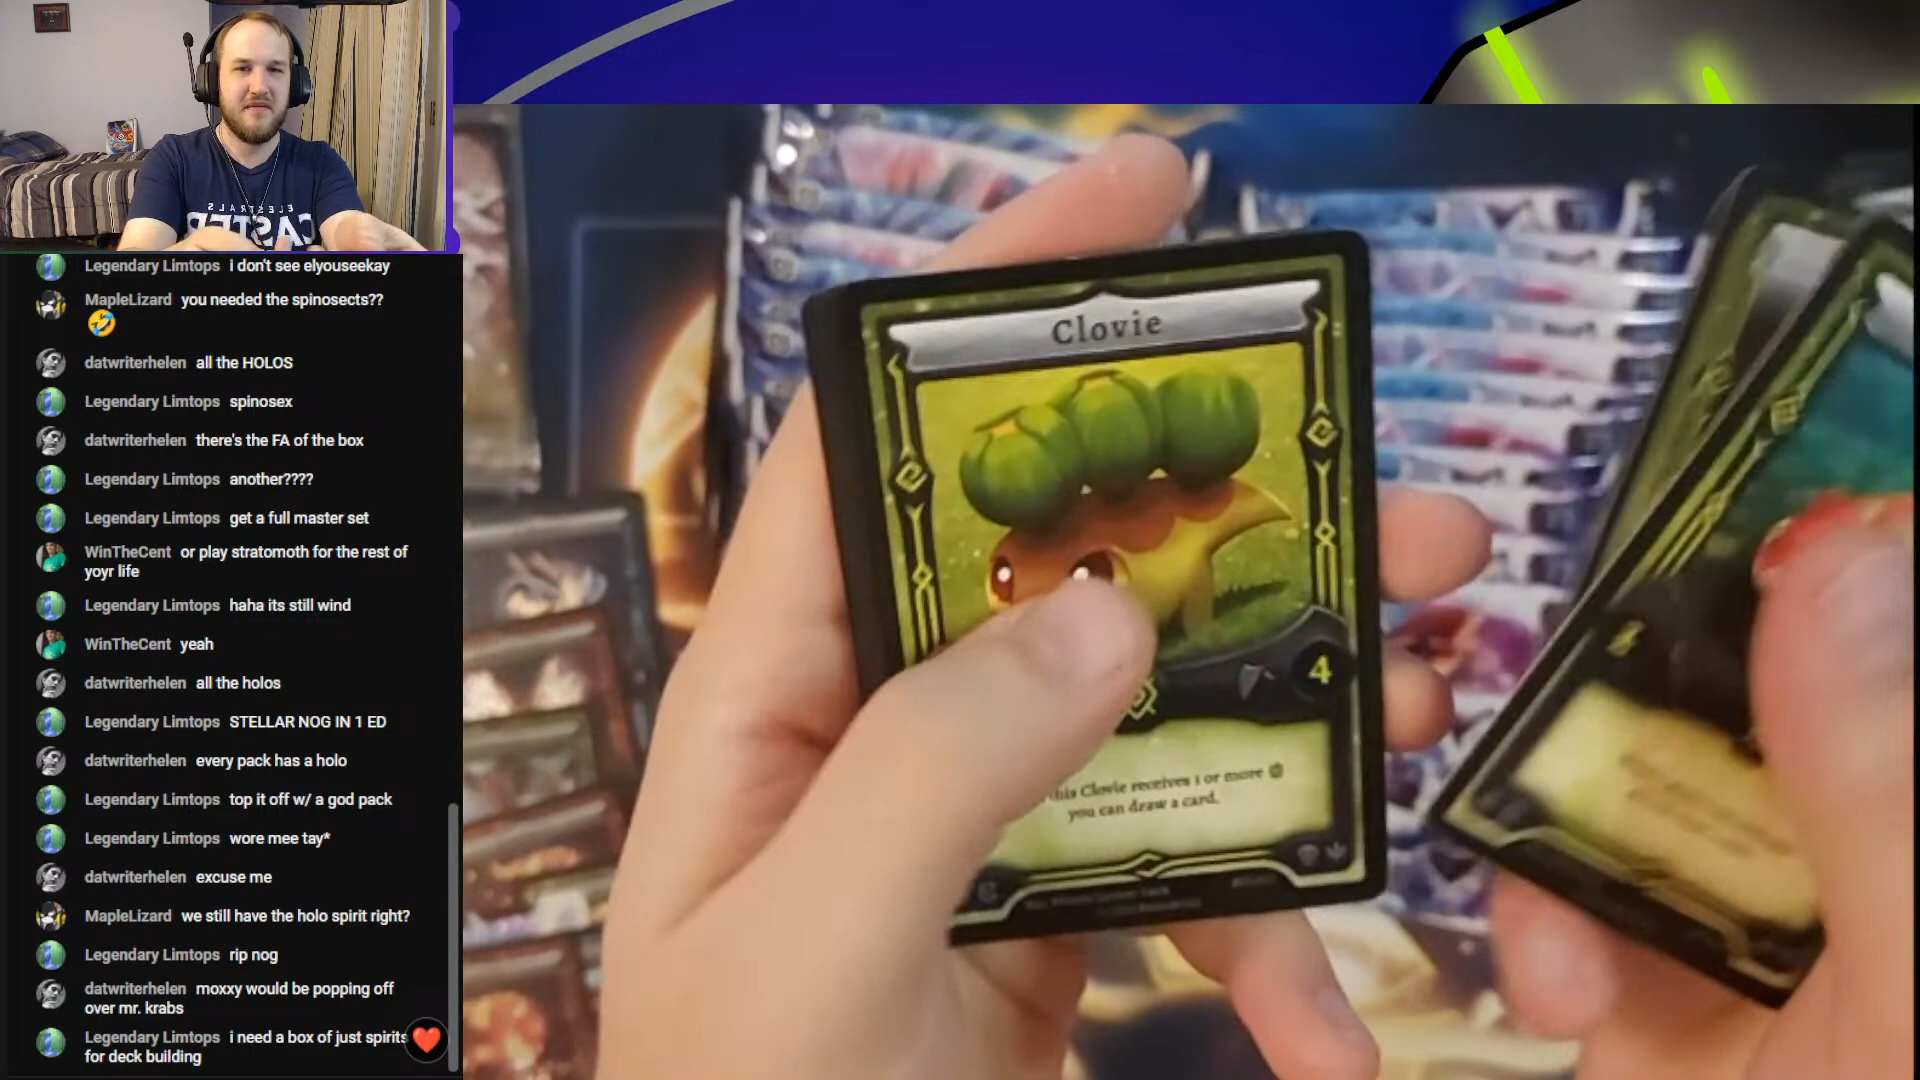 ELESTRALS
CASTER
Legendary Limtops i don't see elyouseekay
MapleLizard you needed the spinosects??
🤣
datwriterhelen all the HOLOS
Legendary Limtops spinosex
datwriterhelen there's the FA of the box
Legendary Limtops another????
Legendary Limtops get a full master set
WinTheCent or play stratomoth for the rest of
yoyr life
Legendary Limtops haha its still wind
WinTheCent yeah
datwriterhelen all the holos
Legendary Limtops STELLAR NOG IN 1 ED
datwriterhelen every pack has a holo
Legendary Limtops top it off w/ a god pack
Legendary Limtops wore mee tay*
datwriterhelen excuse me
MapleLizard we still have the holo spirit right?
Legendary Limtops rip nog
datwriterhelen moxxy would be popping off
over mr. krabs
Legendary Limtops i need a box of just spirits
for deck building
Clovie
4
this Clovie receives 1 or more
you can draw a card.